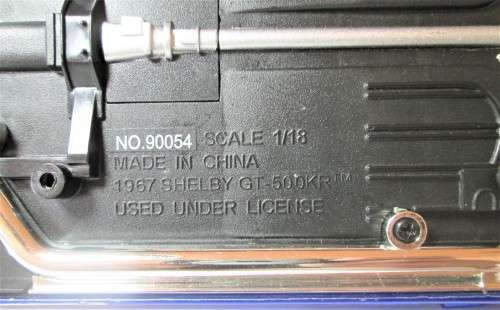 NO.90054 SCALE 1/18
MADE IN CHINA
1967 SHELBY GT-500KR™
USED UNDER LICENSE